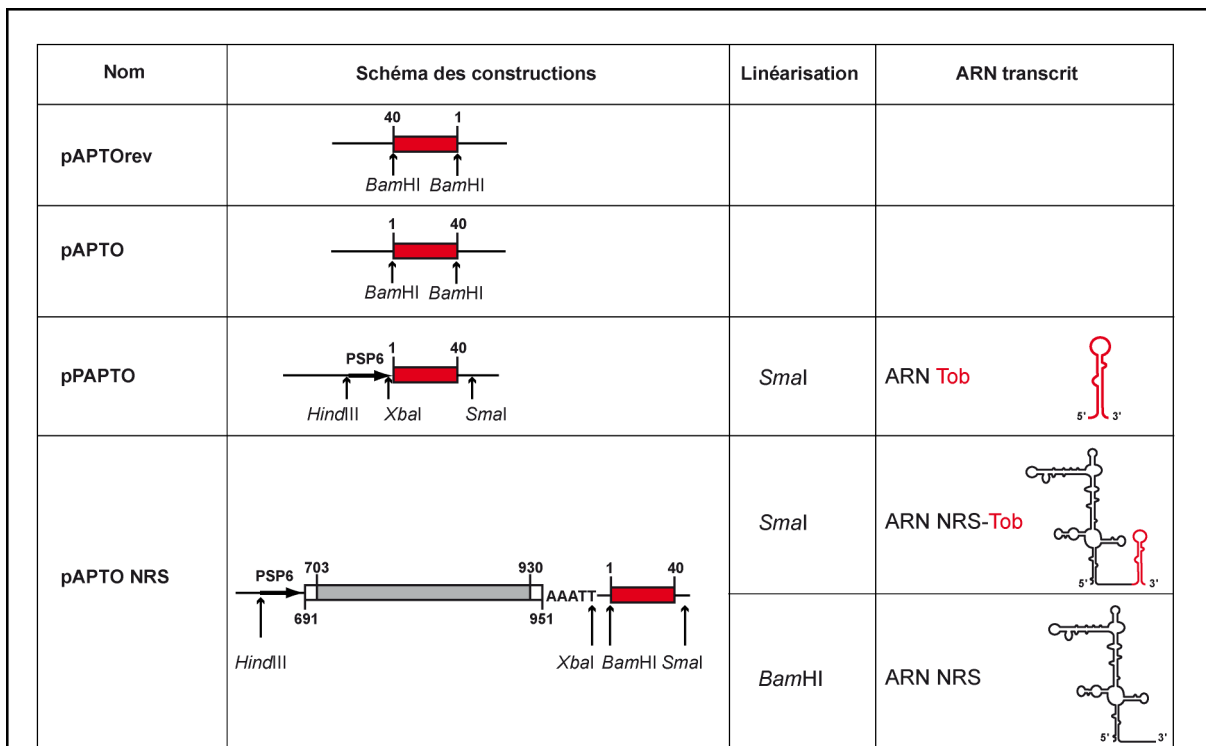 Nom Schéma des constructions Linéarisation ARN transcrit
40 1
pAPTOrev
BamHI BamHI
1 40
pAPTO
BamHI BamHI
1 40
PSP6
pPAPTO SmaI ARN Tob
HindIII XbaI SmaI
5' 3'
SmaI ARN NRS-Tob
703 930 1 40
pAPTO NRS PSP6
AAATT
5' 3'
691 951
HindIII XbaI BamHI SmaI
BamHI ARN NRS
5' 3'